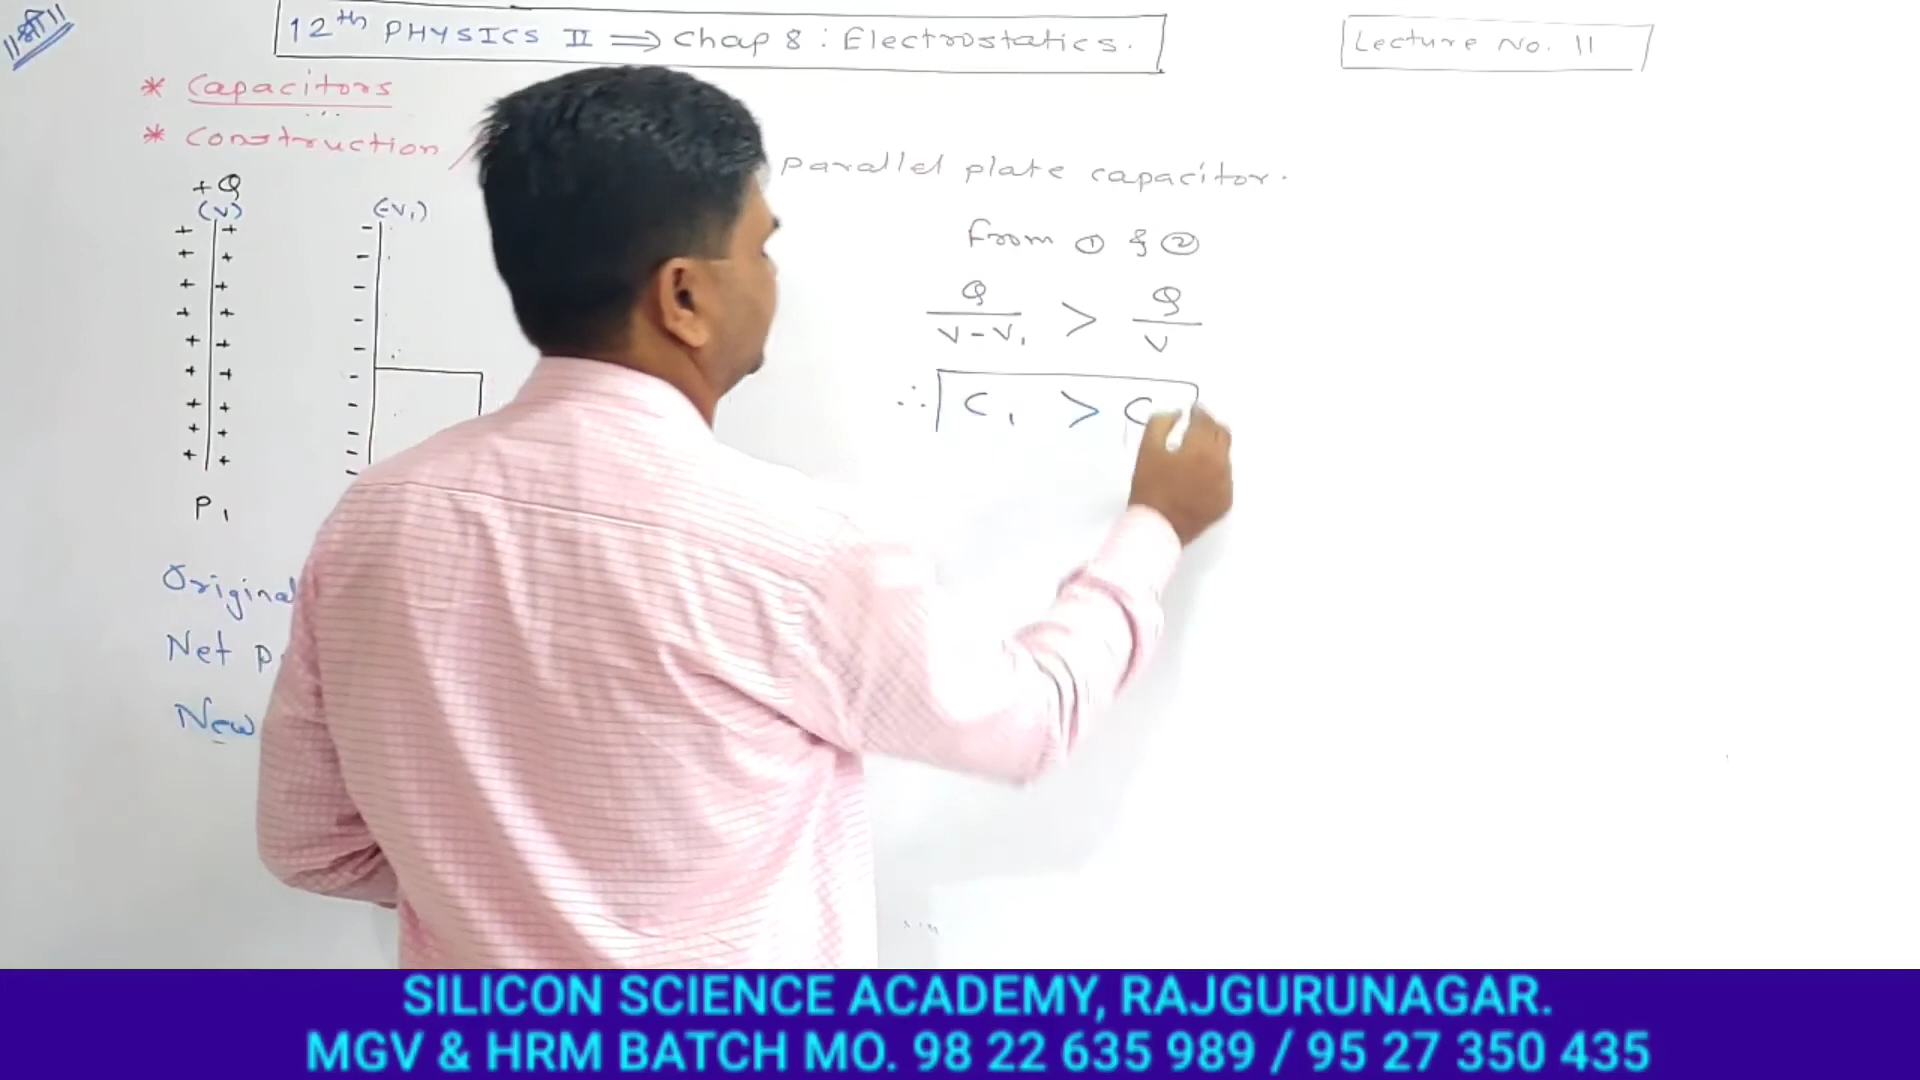 ॥श्री॥
12th PHYSICS II ⇒ Chap 8 : Electrostatics.
Lecture No. 11
* Capacitors
* Construction
parallel plate capacitor.
+Q
(V)
(-V₁)
P₁
From ① & ②
Q/(V-V₁) > Q/V
∴ C₁ > C
Original
Net
New
SILICON SCIENCE ACADEMY, RAJGURUNAGAR.
MGV & HRM BATCH MO. 98 22 635 989 / 95 27 350 435